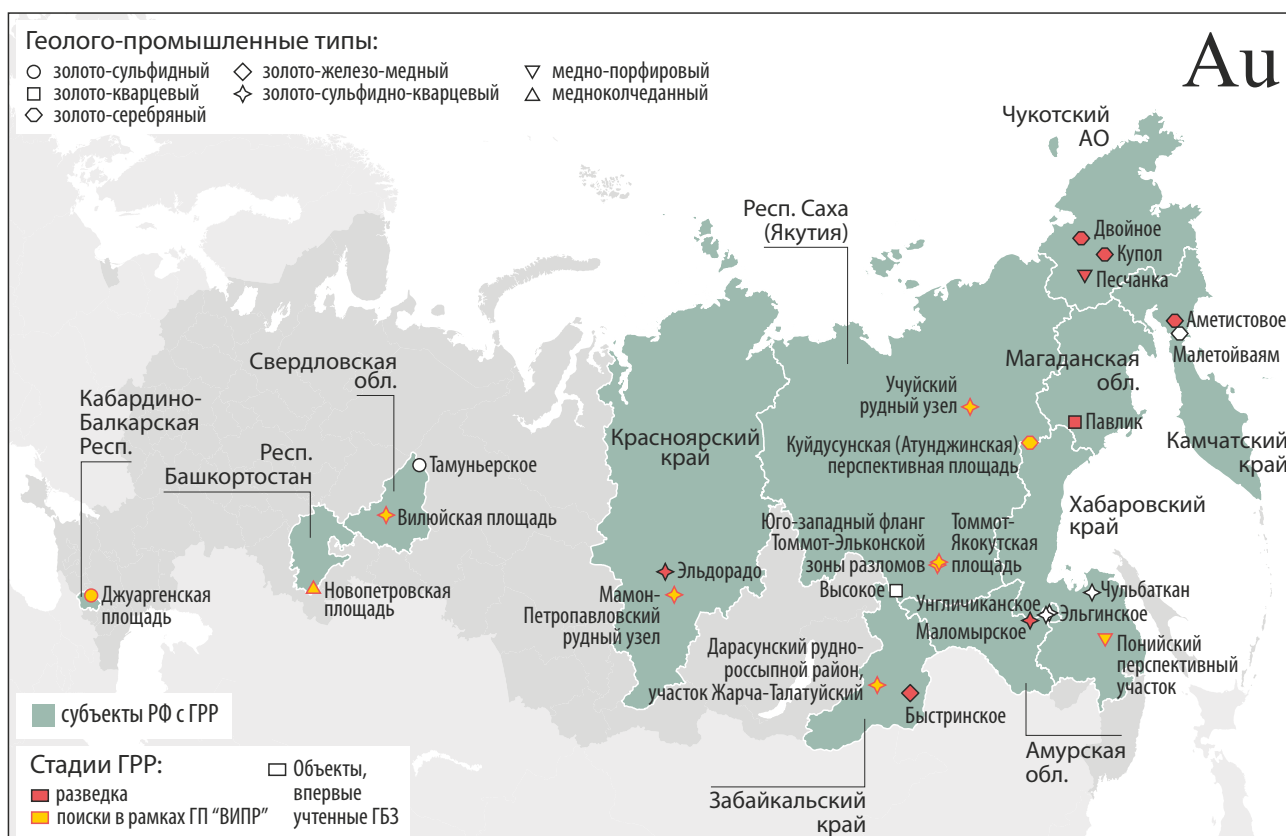 Геолого-промышленные типы:
золото-сульфидный
золото-кварцевый
золото-серебряный
золото-железо-медный
золото-сульфидно-кварцевый
медно-порфировый
медноколчеданный
Au
Чукотский
АО
Респ. Саха
(Якутия)
Двойное
Купол
Песчанка
Аметистовое
Малетойваям
Магаданская
обл.
Свердловская
обл.
Учуйский
рудный узел
Кабардино-
Балкарская
Респ.
Павлик
Красноярский
край
Куйдусунская (Атунджинская)
перспективная площадь
Камчатский
край
Респ.
Башкортостан
Тамуньерское
Хабаровский
край
Вилюйская площадь
Юго-западный фланг
Томмот-Эльконской
зоны разломов
Томмот-
Якокутская
площадь
Эльдорадо
Джуаргенская
площадь
Новопетровская
площадь
Мамон-
Петропавловский
рудный узел
Высокое
Унгличиканское
Маломырское
Чульбаткан
Эльгинское
Дарасунский рудно-
россыпной район,
участок Жарча-Талатуйский
Понийский
перспективный
участок
Быстринское
субъекты РФ с ГРР
Амурская
обл.
Забайкальский
край
Стадии ГРР:
разведка
поиски в рамках ГП "ВИПР"
Объекты,
впервые
учтенные ГБЗ